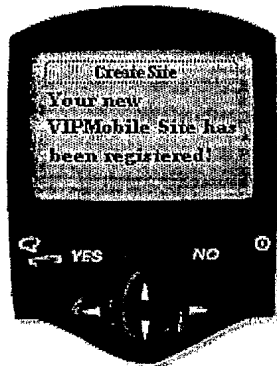 Create Site
Your new
VIPMobile Site has
been registered!
YES NO